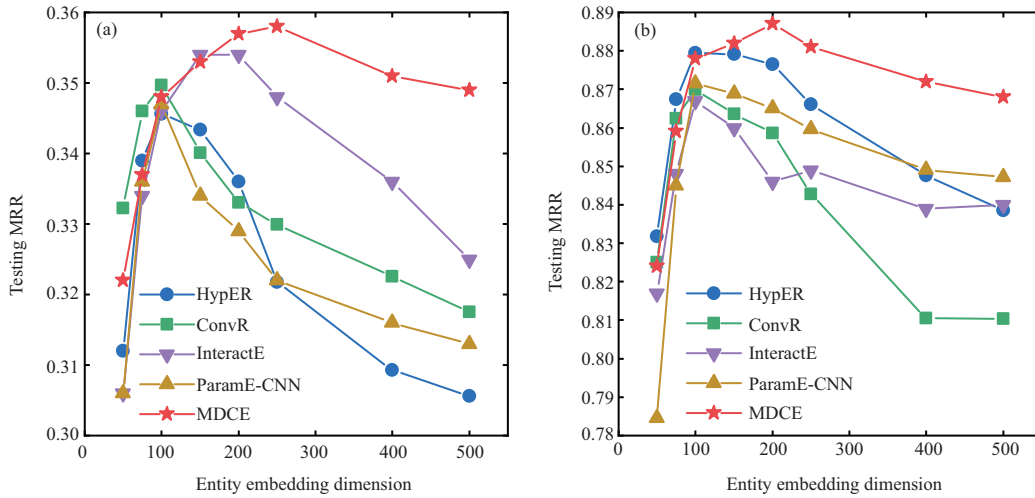 (a)
0.36
0.35
0.34
0.33
0.32
0.31
0.30
0
100
200
300
400
500
Testing MRR
Entity embedding dimension
HypER
ConvR
InteractE
ParamE-CNN
MDCE
(b)
0.89
0.88
0.87
0.86
0.85
0.84
0.83
0.82
0.81
0.80
0.79
0.78
0
100
200
300
400
500
Testing MRR
Entity embedding dimension
HypER
ConvR
InteractE
ParamE-CNN
MDCE